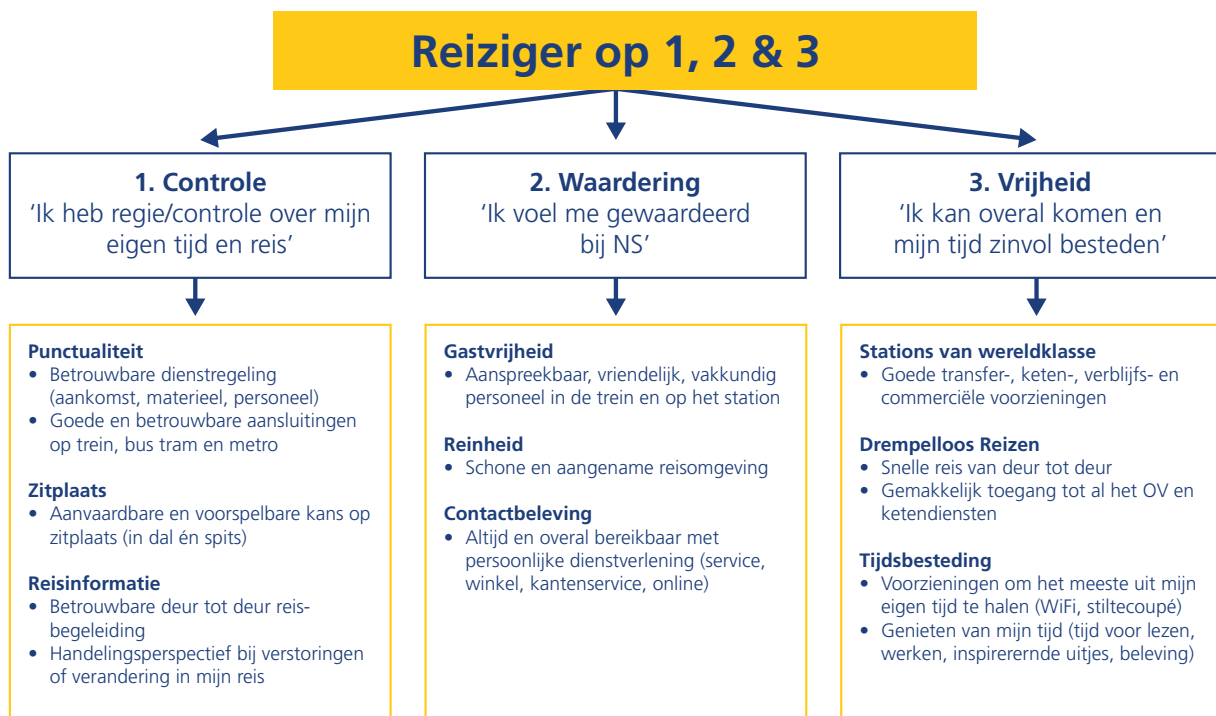 Reiziger op 1, 2 & 3
1. Controle
‘Ik heb regie/controle over mijn
eigen tijd en reis’
2. Waardering
‘Ik voel me gewaardeerd
bij NS’
3. Vrijheid
‘Ik kan overal komen en
mijn tijd zinvol besteden’
Punctualiteit
• Betrouwbare dienstregeling
(aankomst, materieel, personeel)
• Goede en betrouwbare aansluitingen
op trein, bus tram en metro
Zitplaats
• Aanvaardbare en voorspelbare kans op
zitplaats (in dal én spits)
Reisinformatie
• Betrouwbare deur tot deur reis-
begeleiding
• Handelingsperspectief bij verstoringen
of verandering in mijn reis
Gastvrijheid
• Aanspreekbaar, vriendelijk, vakkundig
personeel in de trein en op het station
Reinheid
• Schone en aangename reisomgeving
Contactbeleving
• Altijd en overal bereikbaar met
persoonlijke dienstverlening (service,
winkel, kantenservice, online)
Stations van wereldklasse
• Goede transfer-, keten-, verblijfs- en
commerciële voorzieningen
Drempelloos Reizen
• Snelle reis van deur tot deur
• Gemakkelijk toegang tot al het OV en
ketendiensten
Tijdsbesteding
• Voorzieningen om het meeste uit mijn
eigen tijd te halen (WiFi, stiltecoupé)
• Genieten van mijn tijd (tijd voor lezen,
werken, inspirerernde uitjes, beleving)